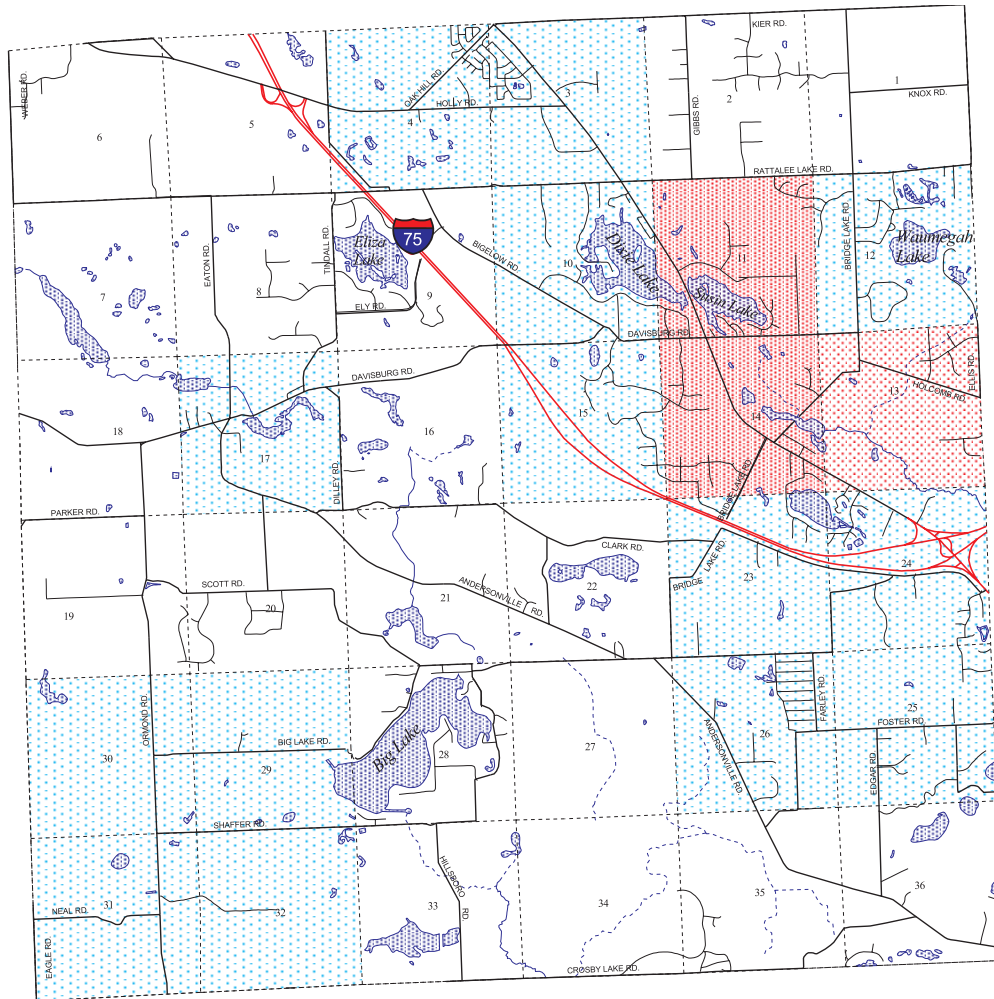 KIER RD.
WEBER RD.
OAK HILL RD
HOLLY RD.
GIBBS RD.
KNOX RD.
1
2
3
4
5
6
RATTALEE LAKE RD.
75
Eliza
Lake
TINDALL RD.
EATON RD.
BIGELOW RD.
Dixie Lake
Susin Lake
BRIDGE LAKE RD.
Waumegah
Lake
7
8
9
10
11
12
ELY RD.
DAVISBURG RD.
DAVISBURG RD.
ELLIS RD.
HOLCOMB RD.
13
14
15
16
17
18
DILLEY RD.
BRIDGE LAKE RD.
PARKER RD.
CLARK RD.
LAKE RD.
BRIDGE
SCOTT RD.
ANDERSONVILLE
RD.
19
20
21
22
23
24
ORMOND RD.
FARLEY RD.
25
26
27
28
29
30
FOSTER RD.
BIG LAKE RD.
Big Lake
ANDERSONVILLE RD.
EDGAR RD.
SHAFFER RD.
HILLSBORO
RD.
31
32
33
34
35
36
NEAL RD.
EAGLE RD.
CROSBY LAKE RD.